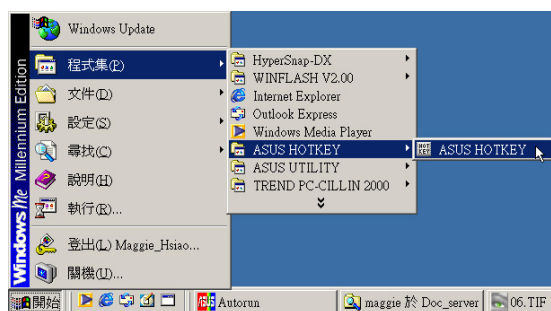 Windows Me Millennium Edition
Windows Update
程式集(P)
文件(D)
設定(S)
尋找(C)
說明(H)
執行(R)...
登出(L) Maggie_Hsiao...
關機(U)...
HyperSnap-DX
WINFLASH V2.00
Internet Explorer
Outlook Express
Windows Media Player
ASUS HOTKEY
ASUS UTILITY
TREND PC-CILLIN 2000
HOT KEY
ASUS HOTKEY
開始
Autorun
maggie 於 Doc_server
06.TIF